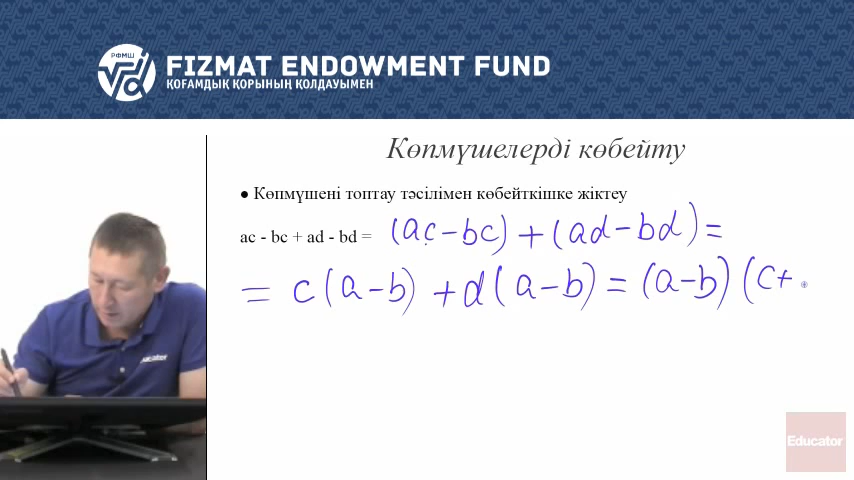 РФМШ
FIZMAT ENDOWMENT FUND
ҚОҒАМДЫҚ ҚОРЫНЫҢ ҚОЛДАУЫМЕН
Көпмүшелерді көбейту
● Көпмүшені топтау тәсілімен көбейткішке жіктеу
ac - bc + ad - bd = (ac-bc)+(ad-bd)=
= c(a-b) +d(a-b)=(a-b)(c+
ucator
Educator